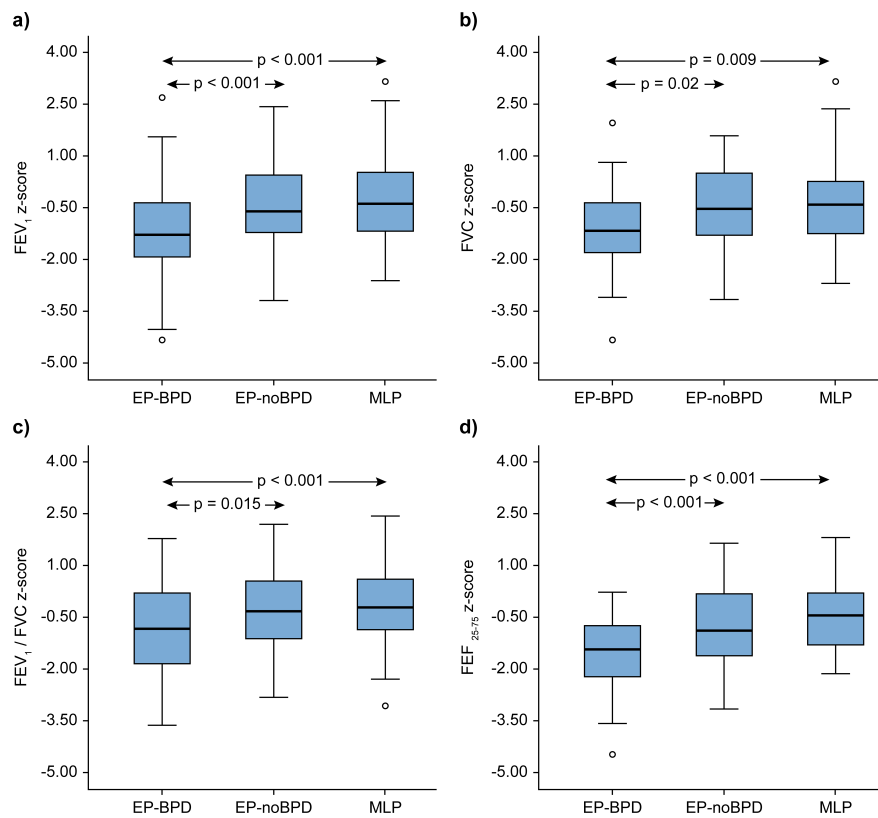 a)
4.00
2.50
1.00
-0.50
-2.00
-3.50
-5.00
FEV1 z-score
p < 0.001
p < 0.001
EP-BPD
EP-noBPD
MLP
b)
4.00
2.50
1.00
-0.50
-2.00
-3.50
-5.00
FVC z-score
p = 0.009
p = 0.02
EP-BPD
EP-noBPD
MLP
c)
4.00
2.50
1.00
-0.50
-2.00
-3.50
-5.00
FEV1 / FVC z-score
p < 0.001
p = 0.015
EP-BPD
EP-noBPD
MLP
d)
4.00
2.50
1.00
-0.50
-2.00
-3.50
-5.00
FEF 25-75 z-score
p < 0.001
p < 0.001
EP-BPD
EP-noBPD
MLP